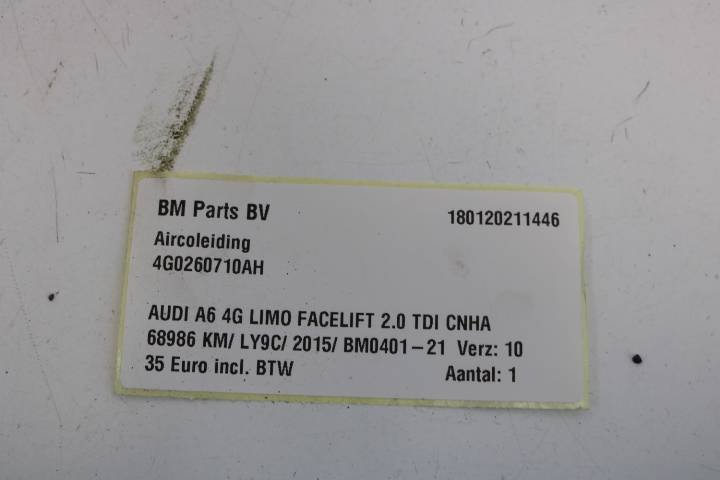 BM Parts BV 180120211446
Aircoleiding
4G0260710AH
AUDI A6 4G LIMO FACELIFT 2.0 TDI CNHA
68986 KM/ LY9C/ 2015/ BM0401-21 Verz: 10
35 Euro incl. BTW Aantal: 1